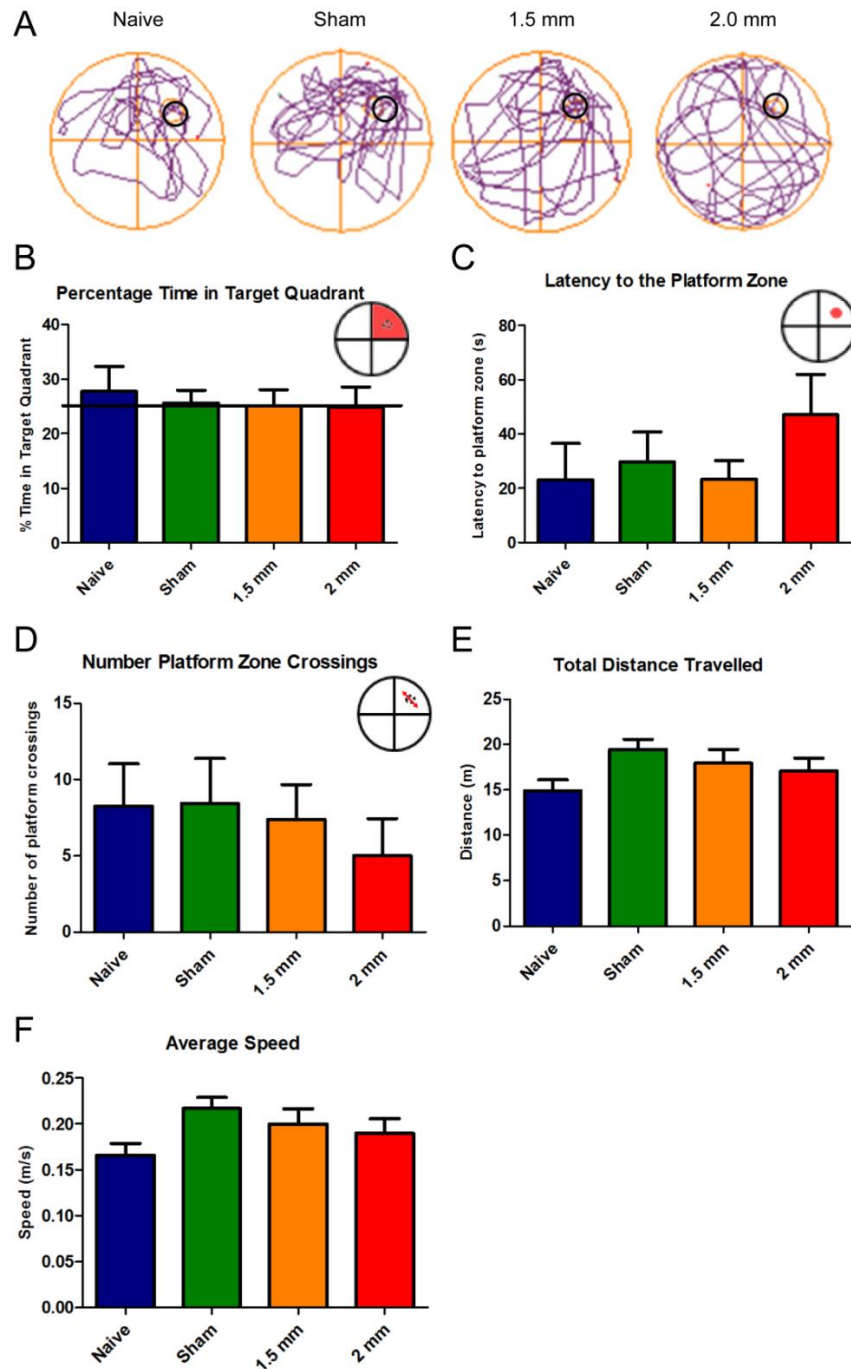 A
Naive
Sham
1.5 mm
2.0 mm
B
Percentage Time in Target Quadrant
% Time in Target Quadrant
40
30
20
10
0
Naive
Sham
1.5 mm
2 mm
C
Latency to the Platform Zone
Latency to platform zone (s)
80
60
40
20
0
Naive
Sham
1.5 mm
2 mm
D
Number Platform Zone Crossings
Number of platform crossings
15
10
5
0
Naive
Sham
1.5 mm
2 mm
E
Total Distance Travelled
Distance (m)
25
20
15
10
5
0
Naive
Sham
1.5 mm
2 mm
F
Average Speed
Speed (m/s)
0.25
0.20
0.15
0.10
0.05
0.00
Naive
Sham
1.5 mm
2 mm